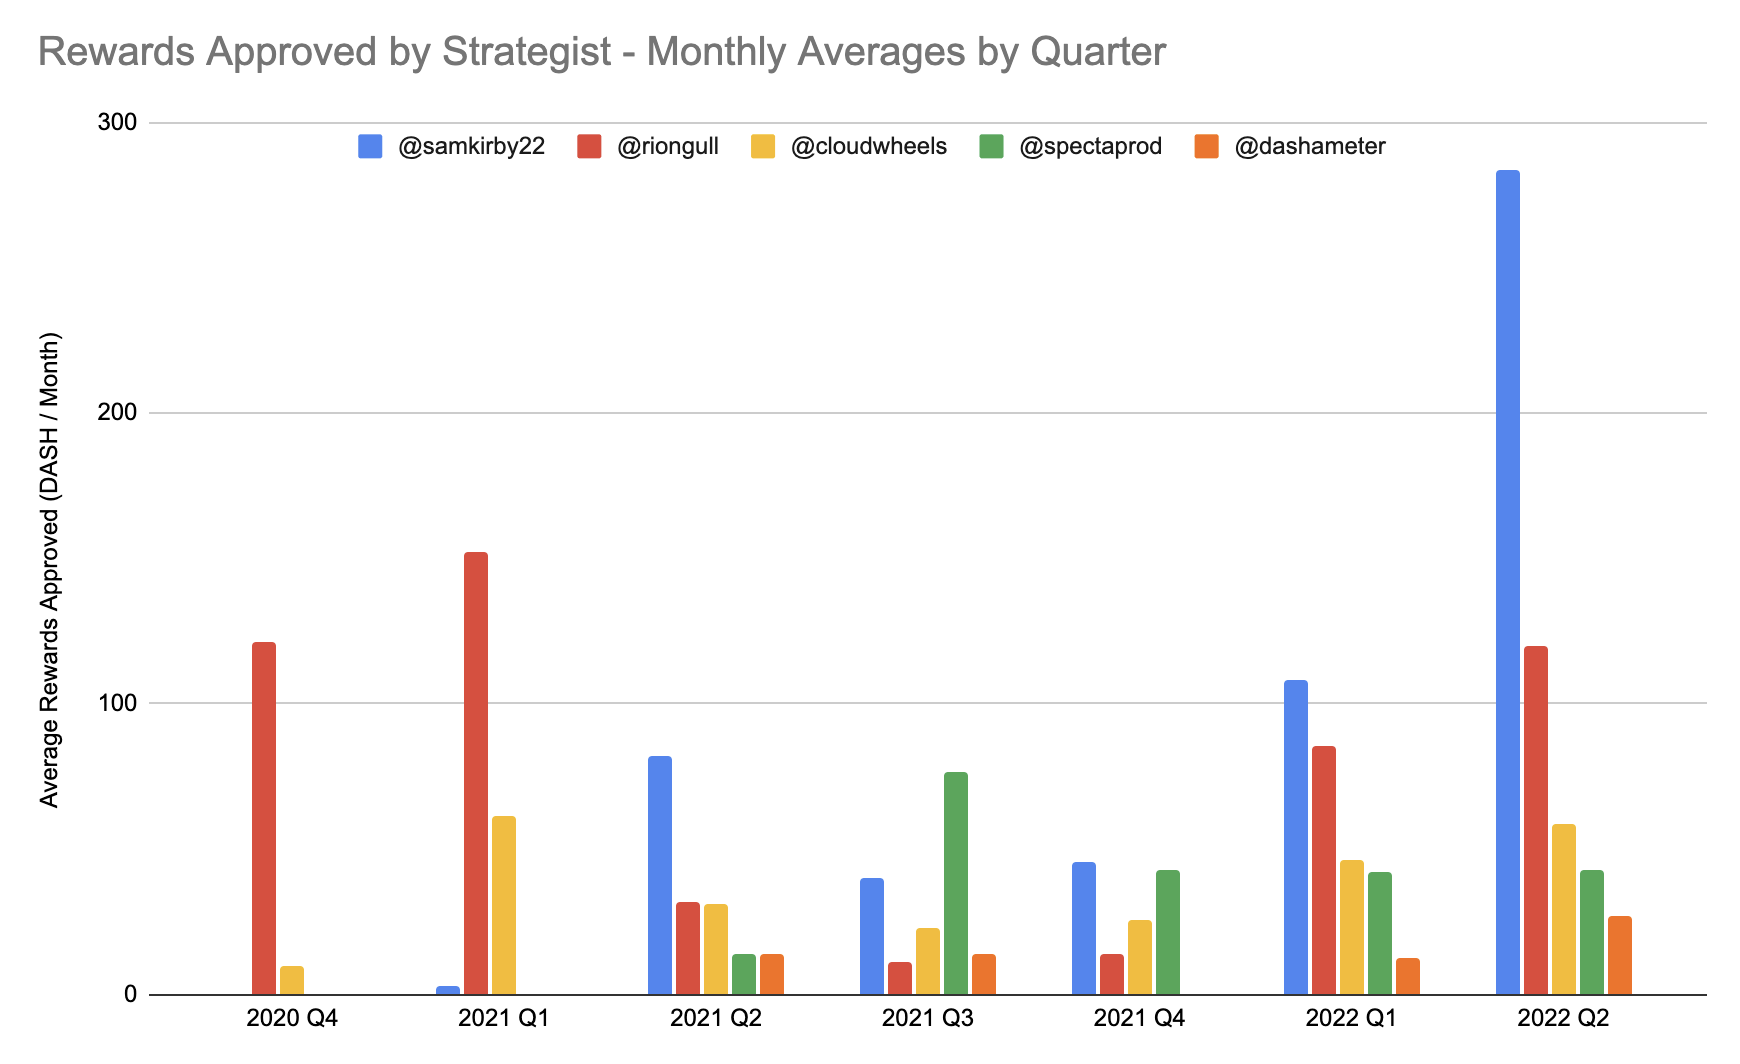 Rewards Approved by Strategist - Monthly Averages by Quarter
300
@samkirby22 @riongull @cloudwheels @spectaprod @dashameter
200
100
0
Average Rewards Approved (DASH / Month)
2020 Q4 2021 Q1 2021 Q2 2021 Q3 2021 Q4 2022 Q1 2022 Q2